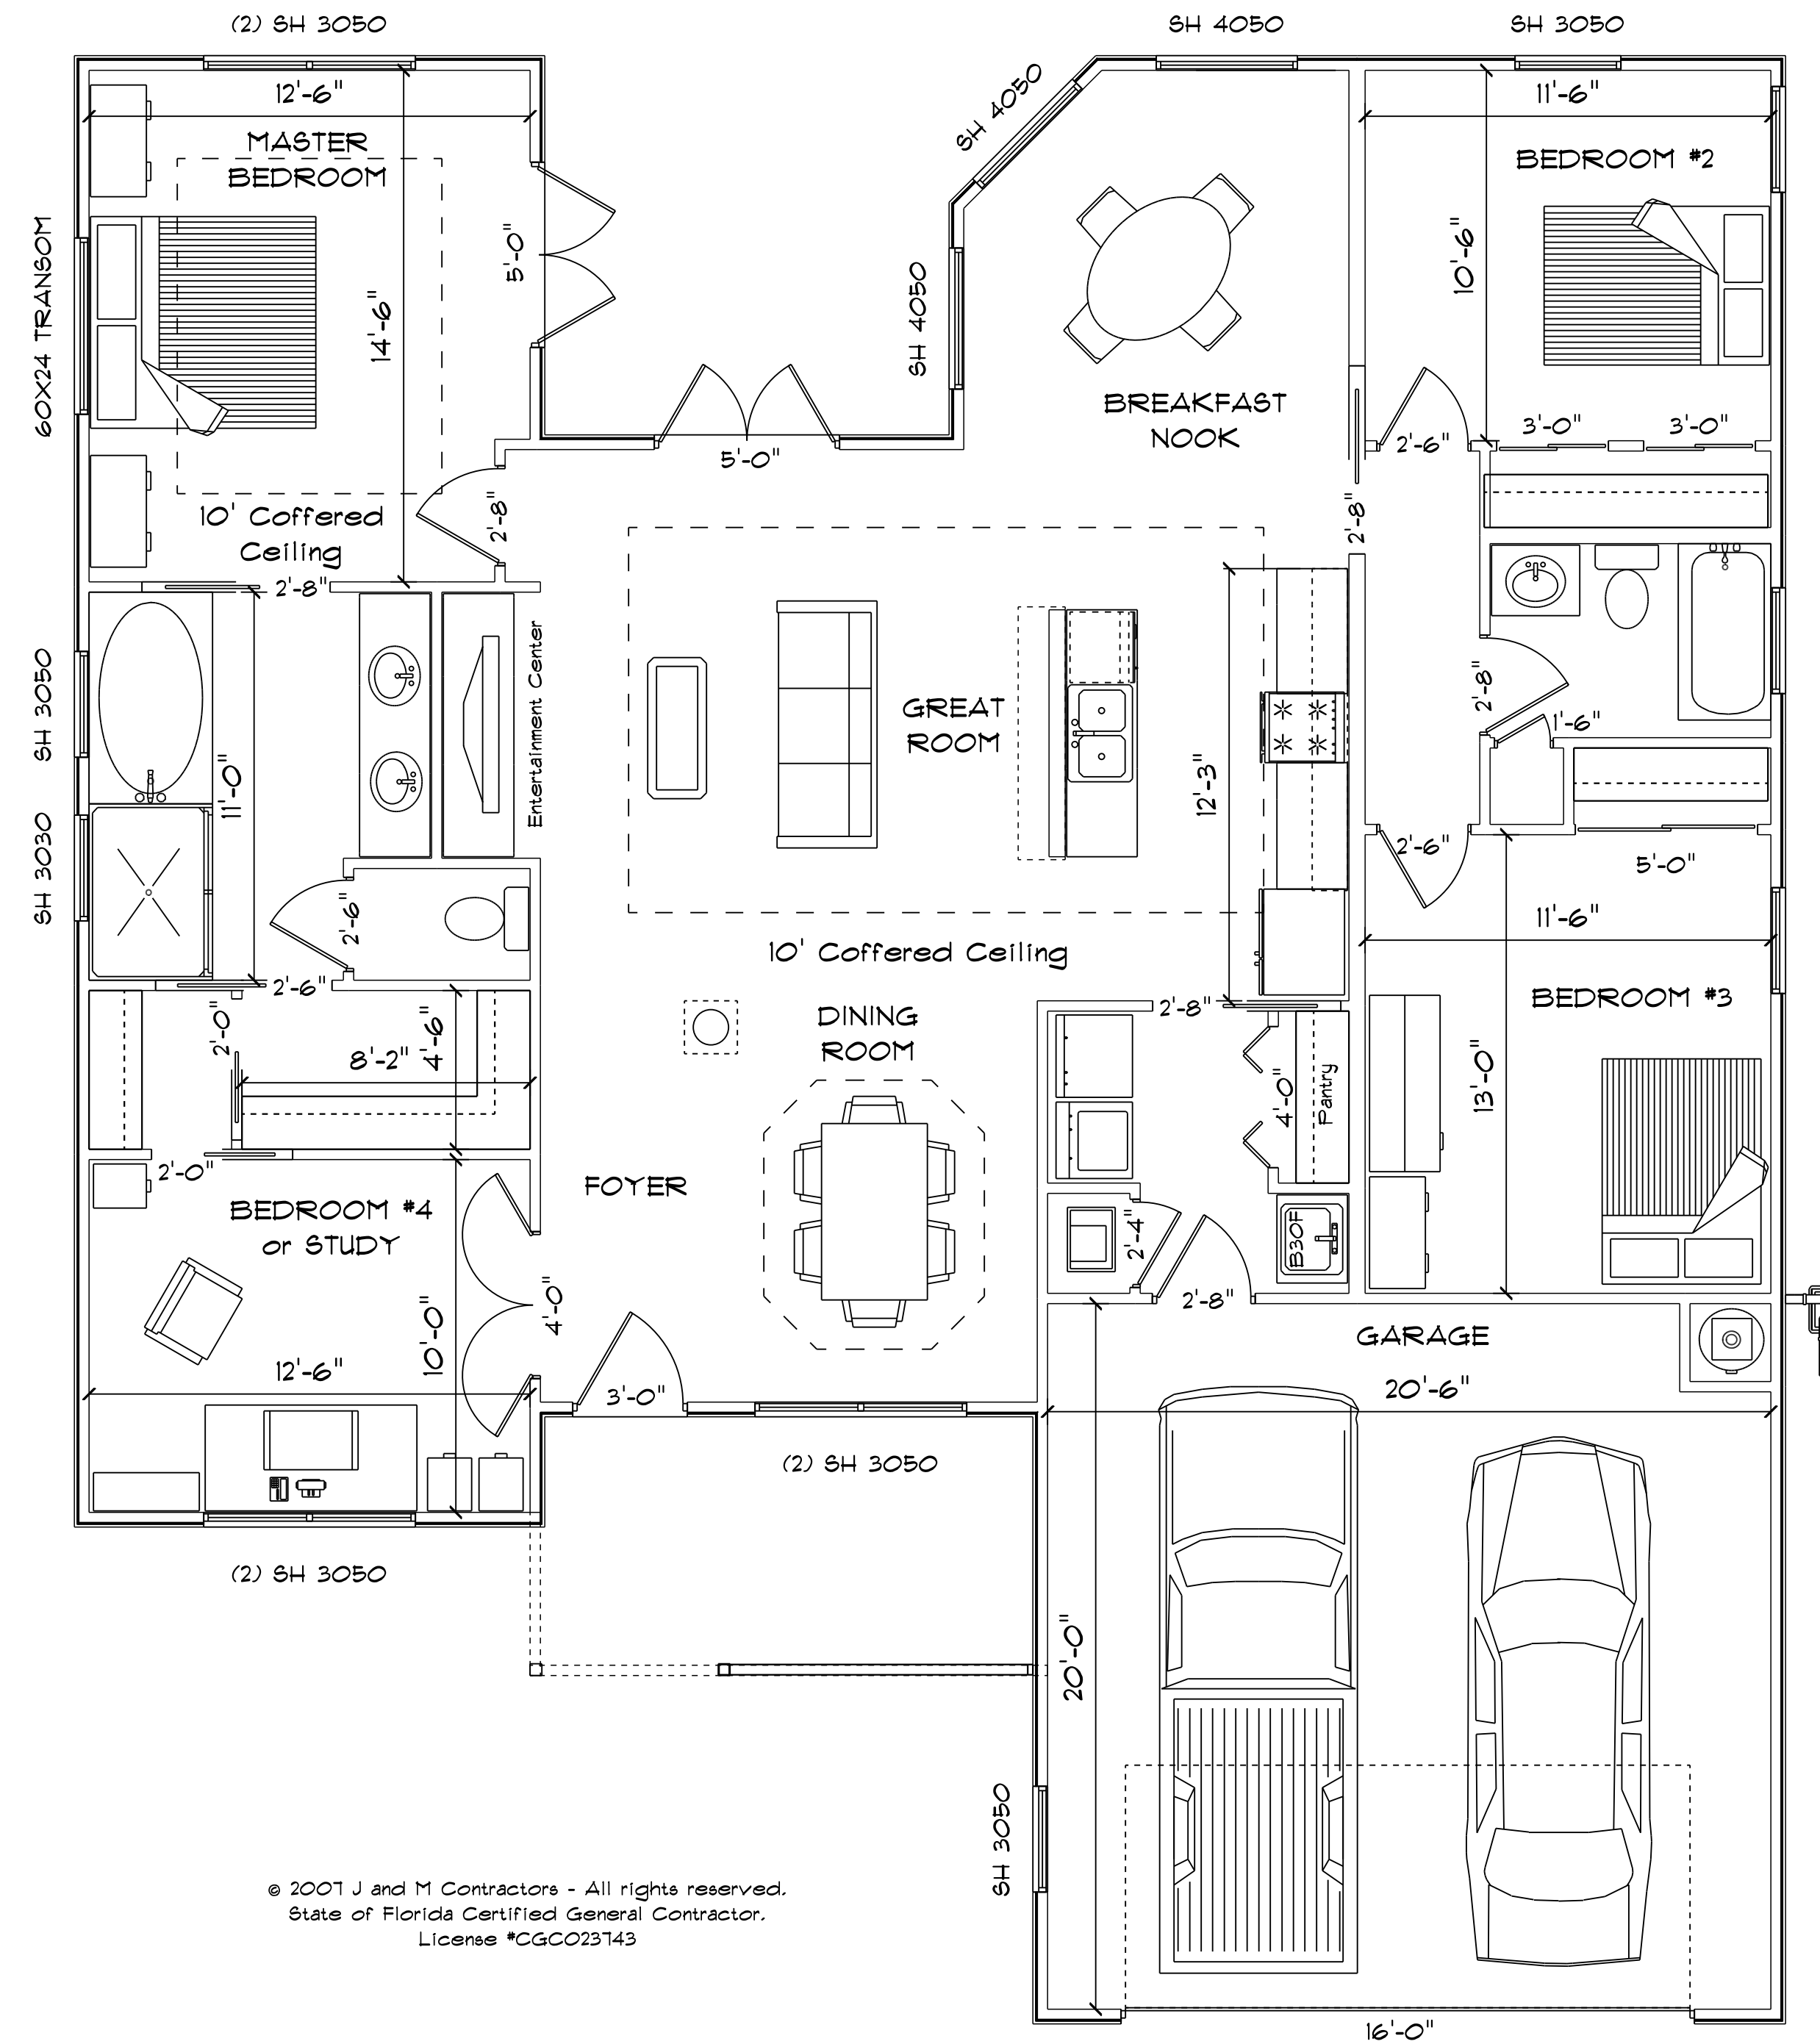 (2) SH 3050
SH 4050
SH 3050
12'-6"
11'-6"
SH 4050
MASTER
BEDROOM
BEDROOM #2
60X24 TRANSOM
5'-0"
14'-6"
10'-6"
SH 4050
BREAKFAST
NOOK
3'-0"
3'-0"
2'-6"
5'-0"
10' Coffered
Ceiling
2'-8"
2'-8"
2'-8"
SH 3050
Entertainment Center
GREAT
ROOM
2'-8"
1'-6"
11'-0"
12'-3"
SH 3030
2'-6"
5'-0"
2'-6"
11'-6"
10' Coffered Ceiling
2'-6"
BEDROOM #3
2'-8"
DINING
ROOM
2'-0"
4'-6"
8'-2"
13'-0"
4'-0"
Pantry
2'-0"
FOYER
BEDROOM #4
or STUDY
2'-4"
B30F
4'-0"
2'-8"
10'-0"
GARAGE
12'-6"
3'-0"
20'-6"
(2) SH 3050
(2) SH 3050
20'-0"
SH 3050
© 2007 J and M Contractors - All rights reserved.
State of Florida Certified General Contractor.
License #CGC023743
16'-0"